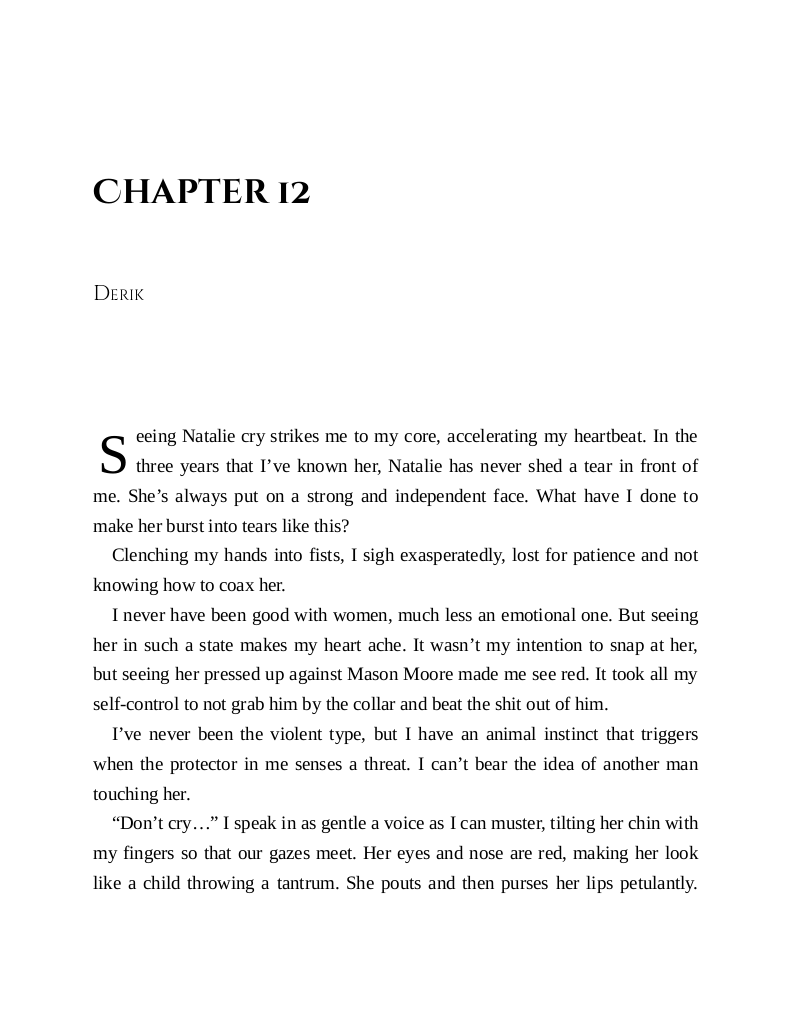 Chapter 12
Derik
Seeing Natalie cry strikes me to my core, accelerating my heartbeat. In the
three years that I’ve known her, Natalie has never shed a tear in front of
me. She’s always put on a strong and independent face. What have I done to
make her burst into tears like this?
Clenching my hands into fists, I sigh exasperatedly, lost for patience and not
knowing how to coax her.
I never have been good with women, much less an emotional one. But seeing
her in such a state makes my heart ache. It wasn’t my intention to snap at her,
but seeing her pressed up against Mason Moore made me see red. It took all my
self-control to not grab him by the collar and beat the shit out of him.
I’ve never been the violent type, but I have an animal instinct that triggers
when the protector in me senses a threat. I can’t bear the idea of another man
touching her.
“Don’t cry…” I speak in as gentle a voice as I can muster, tilting her chin with
my fingers so that our gazes meet. Her eyes and nose are red, making her look
like a child throwing a tantrum. She pouts and then purses her lips petulantly.